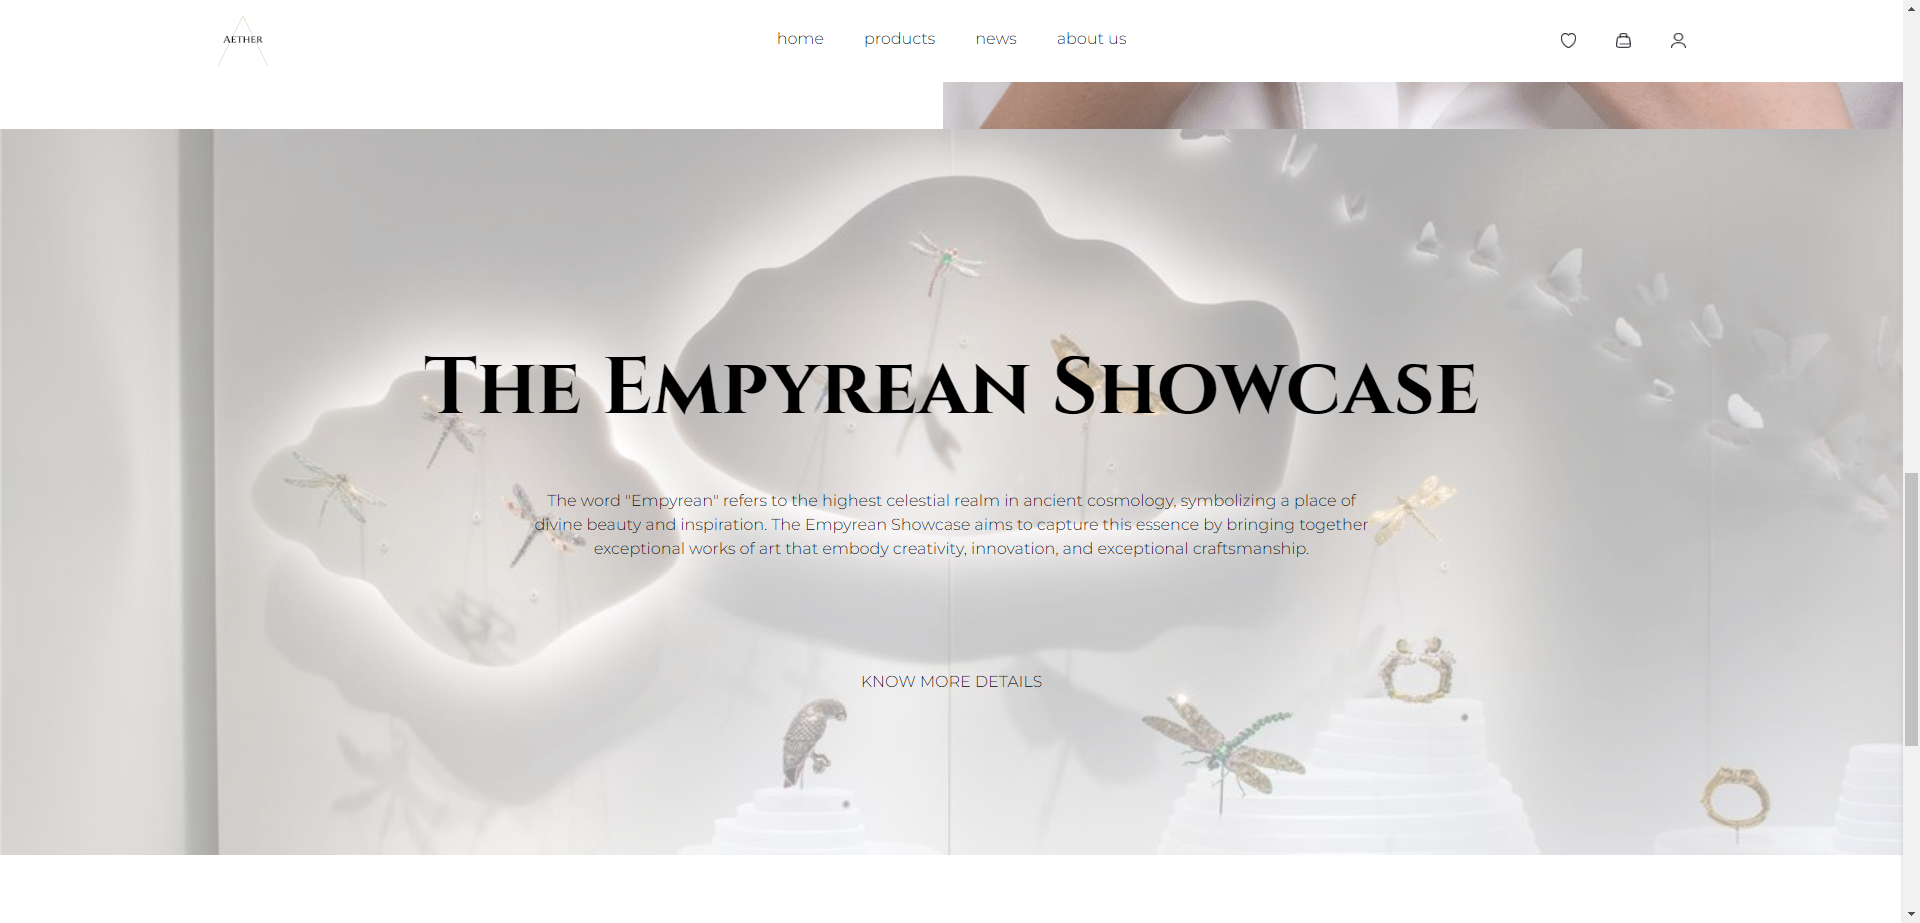 AETHER
home products news about us
THE EMPYREAN SHOWCASE
The word "Empyrean" refers to the highest celestial realm in ancient cosmology, symbolizing a place of
divine beauty and inspiration. The Empyrean Showcase aims to capture this essence by bringing together
exceptional works of art that embody creativity, innovation, and exceptional craftsmanship.
KNOW MORE DETAILS